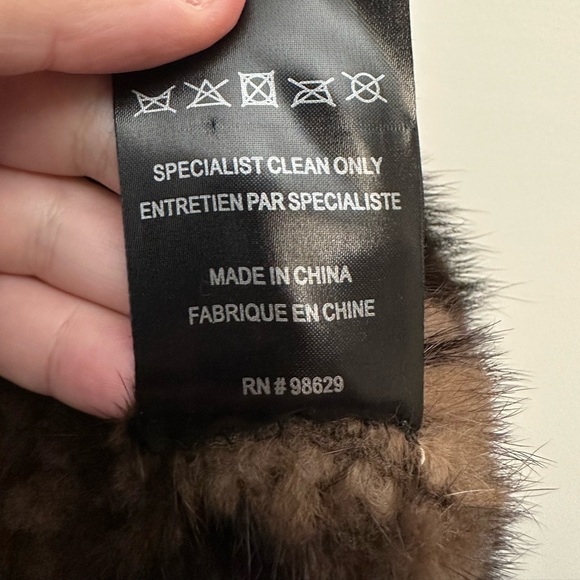 SPECIALIST CLEAN ONLY
ENTRETIEN PAR SPECIALISTE
MADE IN CHINA
FABRIQUE EN CHINE
RN # 98629